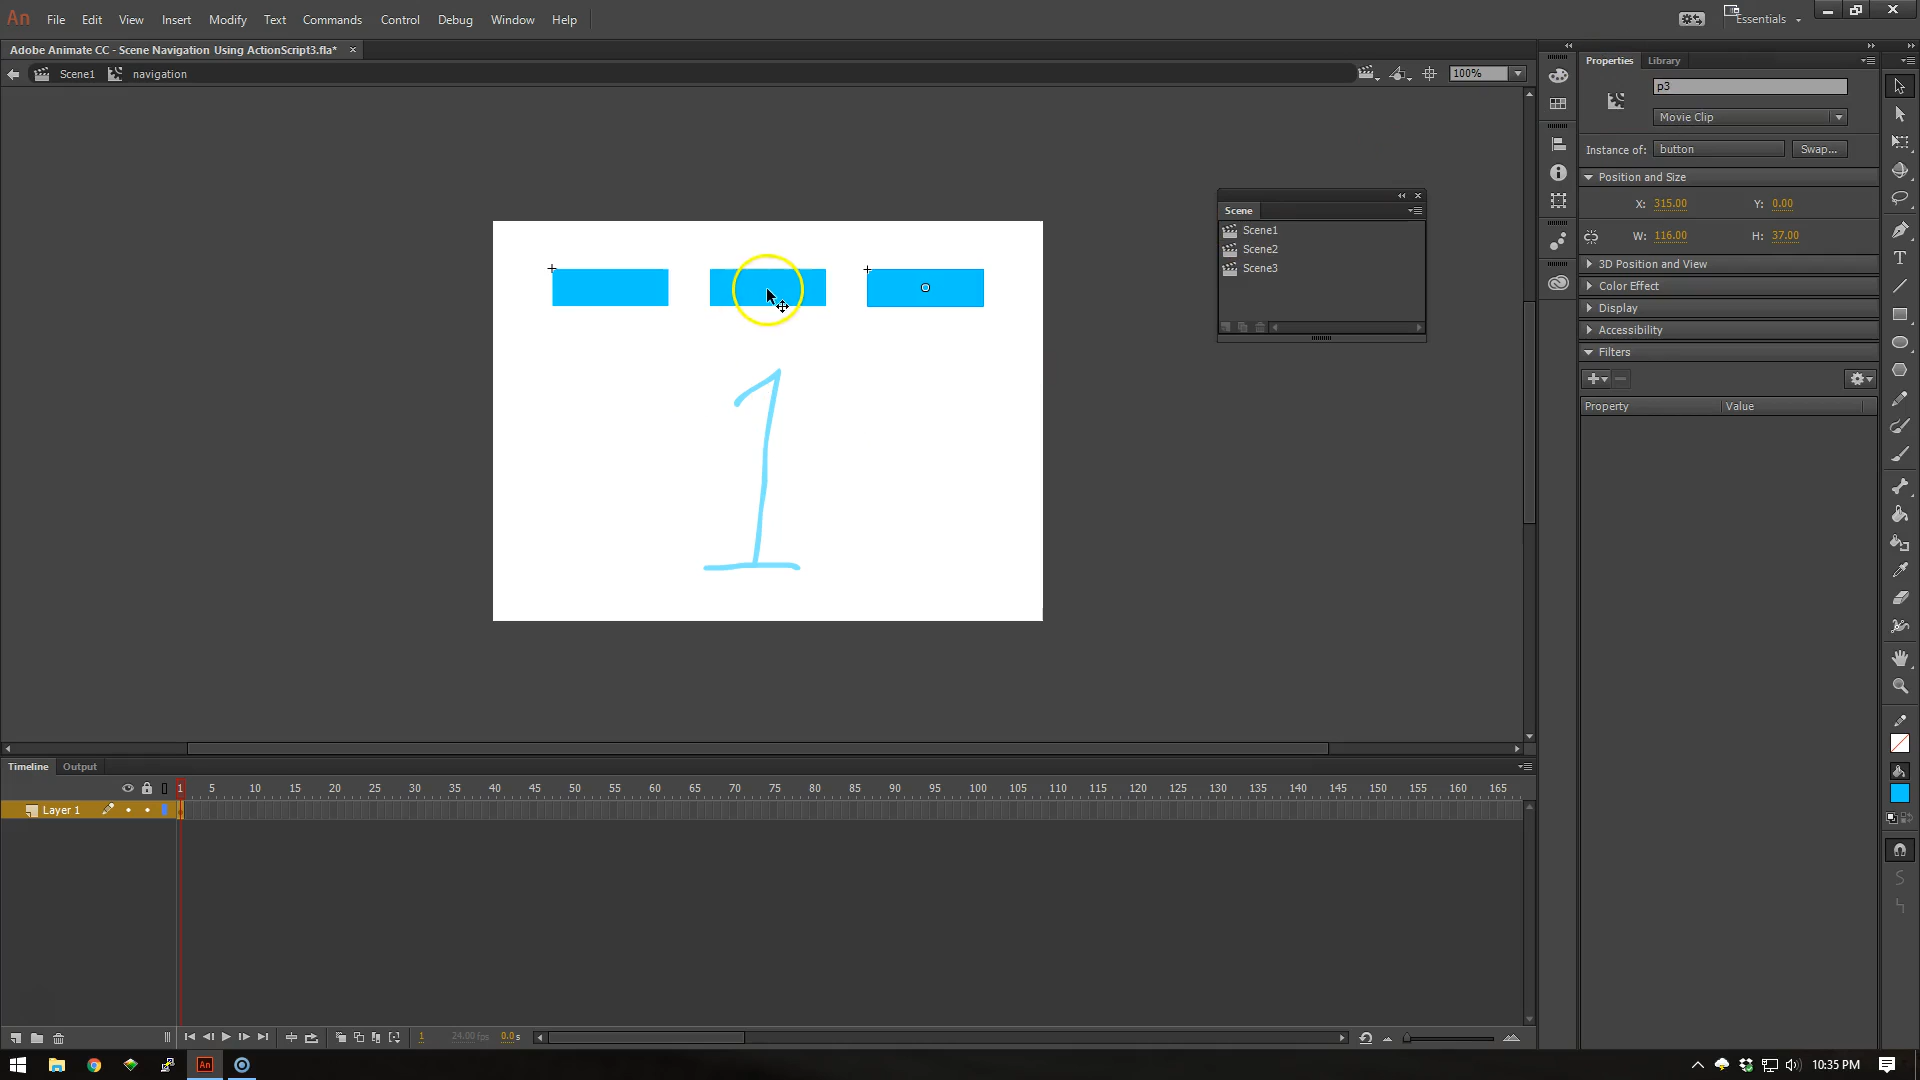 An File Edit View Insert Modify Text Commands Control Debug Window Help Essentials
Adobe Animate CC - Scene Navigation Using ActionScript3.fla* ×
Scene1 navigation 100%
Properties Library
p3
Movie Clip
Instance of: button Swap...
Position and Size
X: 315.00 Y: 0.00
W: 116.00 H: 37.00
3D Position and View
Color Effect
Display
Accessibility
Filters
Property Value
Scene
Scene1
Scene2
Scene3
1
Timeline Output
1 5 10 15 20 25 30 35 40 45 50 55 60 65 70 75 80 85 90 95 100 105 110 115 120 125 130 135 140 145 150 155 160 165
Layer 1
1 24.00 fps 0.0 s
An 10:35 PM